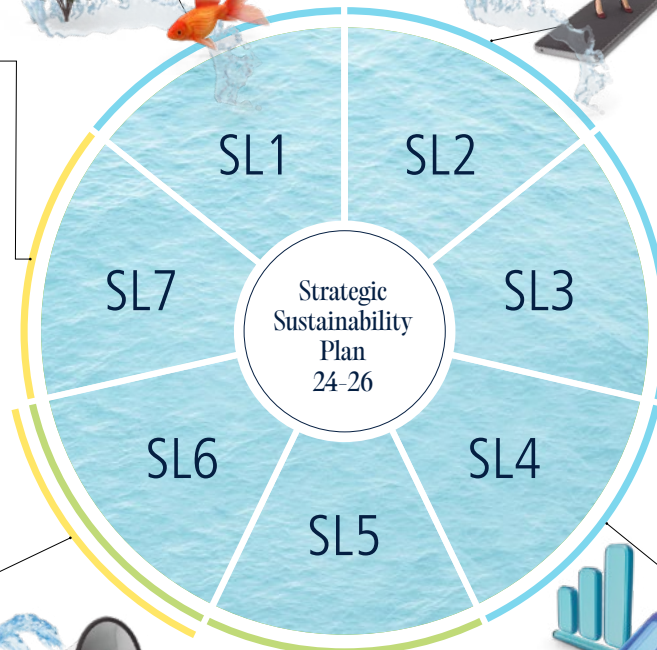 SL1
SL2
SL7
SL3
Strategic
Sustainability
Plan
24-26
SL6
SL4
SL5